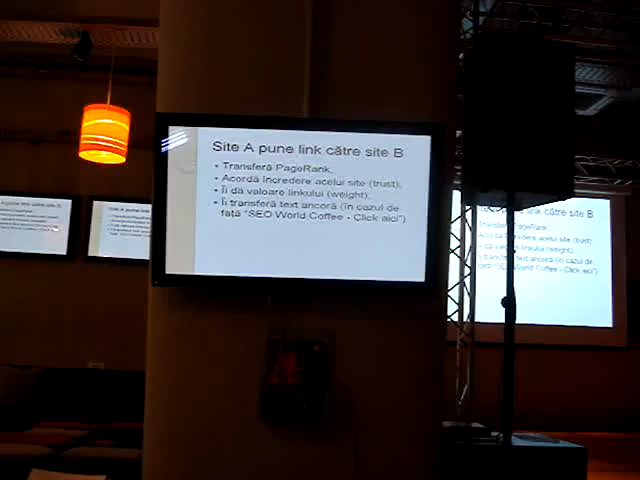 Site A pune link către site B
• Transferă PageRank,
• Acordă încredere acelui site (trust),
• Îi dă valoare linkului (weight),
• Îi transferă text ancoră (în cazul de
față "SEO World Coffee - Click aici")